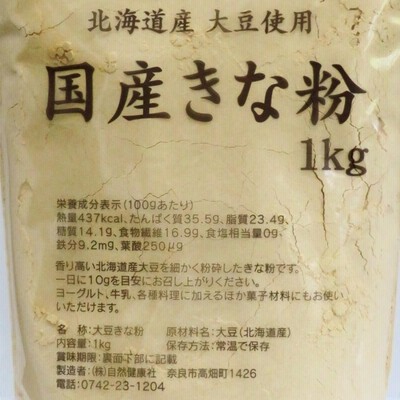 北海道産 大豆使用
国産きな粉
1kg
栄養成分表示(100gあたり)
熱量437kcal、たんぱく質35.5g、脂質23.4g、
糖質14.1g、食物繊維16.9g、食塩相当量0g、
鉄分9.2mg、葉酸250μg
香り高い北海道産大豆を細かく粉砕したきな粉です。
一日に10gを目安にお召し上がりください。
ヨーグルト、牛乳、各種料理に加えるほか菓子材料にもお使い
いただけます。
名 称:大豆きな粉 原材料名:大豆(北海道産)
内容量:1kg 保存方法:常温で保存
賞味期限:裏面下部に記載
製造者:(株)自然健康社 奈良市高畑町1426
電話:0742-23-1204